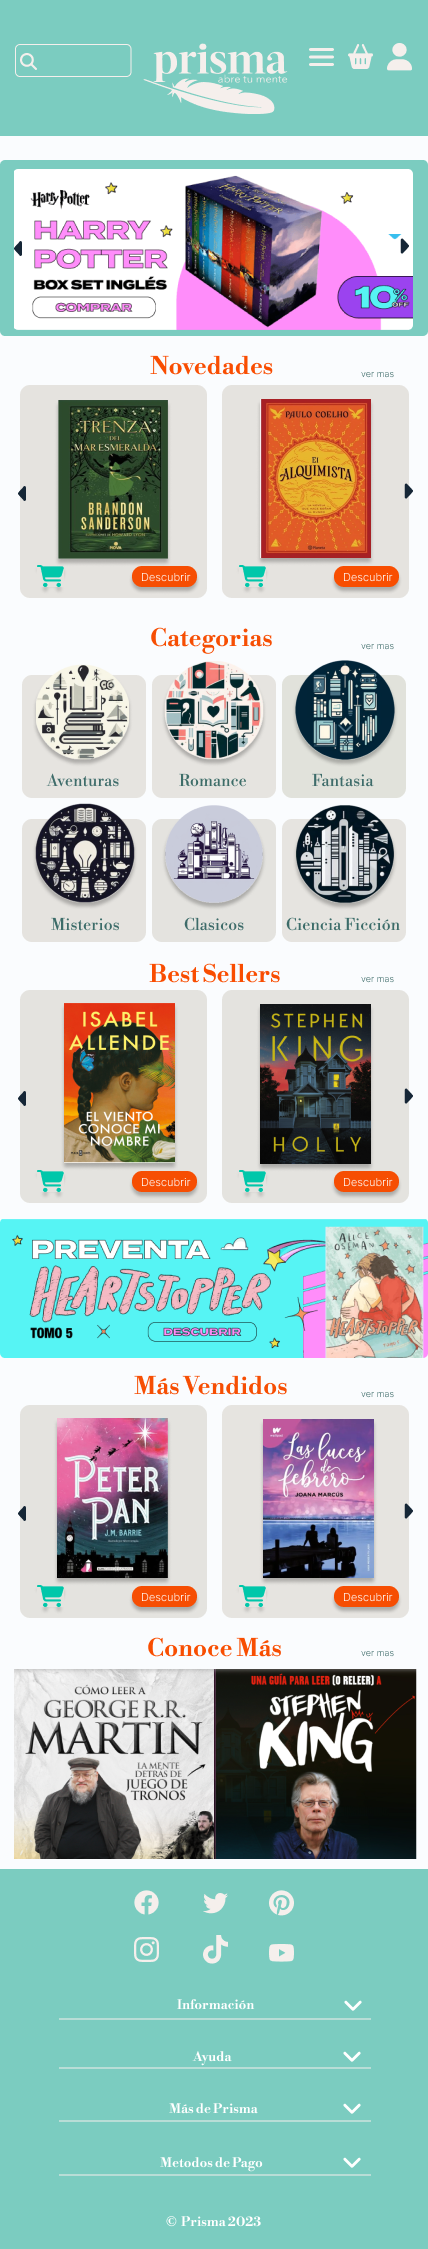 prisma
abre tu mente
Harry Potter
HARRY
POTTER
BOX SET INGLÉS
COMPRAR
10%
OFF
Novedades
ver mas
TRENZA
DEL
MAR ESMERALDA
BRANDON
SANDERSON
NOVA
PAULO COELHO
El
ALQUIMISTA
Planeta
Descubrir
Descubrir
Categorias
ver mas
Aventuras
Romance
Fantasia
Misterios
Clasicos
Ciencia Ficción
Best Sellers
ver mas
ISABEL
ALLENDE
EL VIENTO
CONOCE MI
NOMBRE
STEPHEN
KING
HOLLY
Descubrir
Descubrir
PREVENTA
HEARTSTOPPER
TOMO 5
DESCUBRIR
ALICE
OSEMAN
HEARTSTOPPER
Más Vendidos
ver mas
PETER
PAN
J.M. BARRIE
Las luces
de
febrero
JOANA MARCÚS
Descubrir
Descubrir
Conoce Más
ver mas
CÓMO LEER A
GEORGE R.R.
MARTIN
LA MENTE
DETRAS DE
JUEGO DE
TRONOS
UNA GUÍA PARA LEER (O RELEER) A
STEPHEN
KING
Información
Ayuda
Más de Prisma
Metodos de Pago
© Prisma 2023